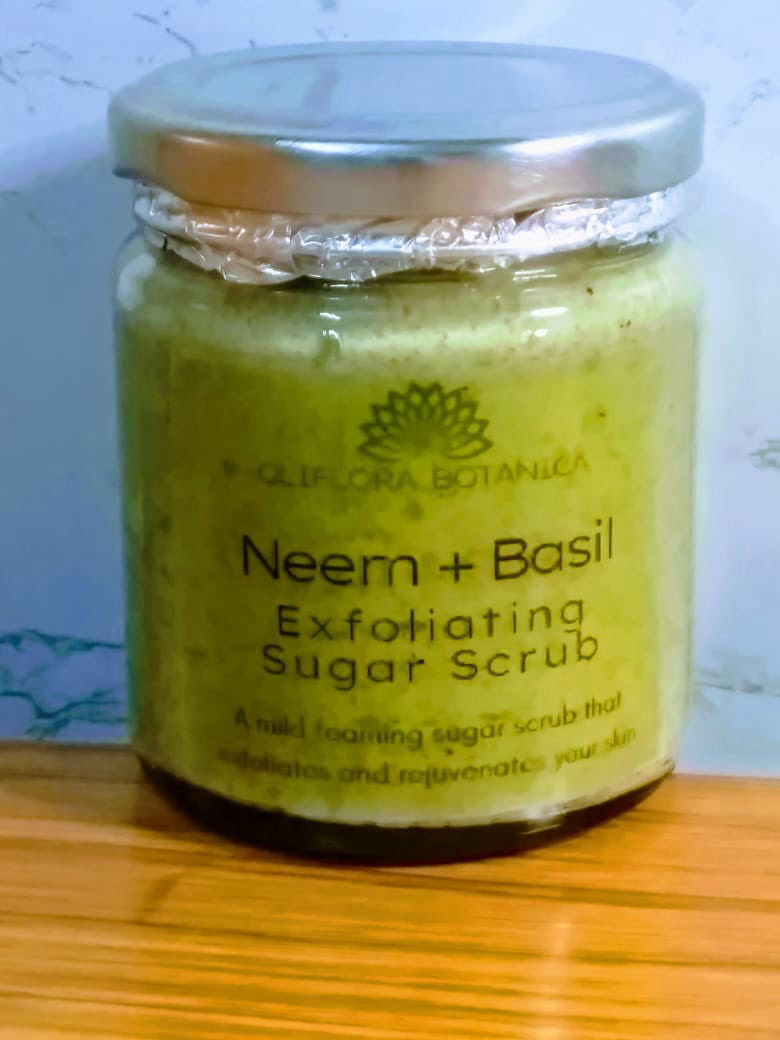 OLIFLORA BOTANICA
Neem + Basil
Exfoliating
Sugar Scrub
A mild foaming sugar scrub that
exfoliates and rejuvenates your skin